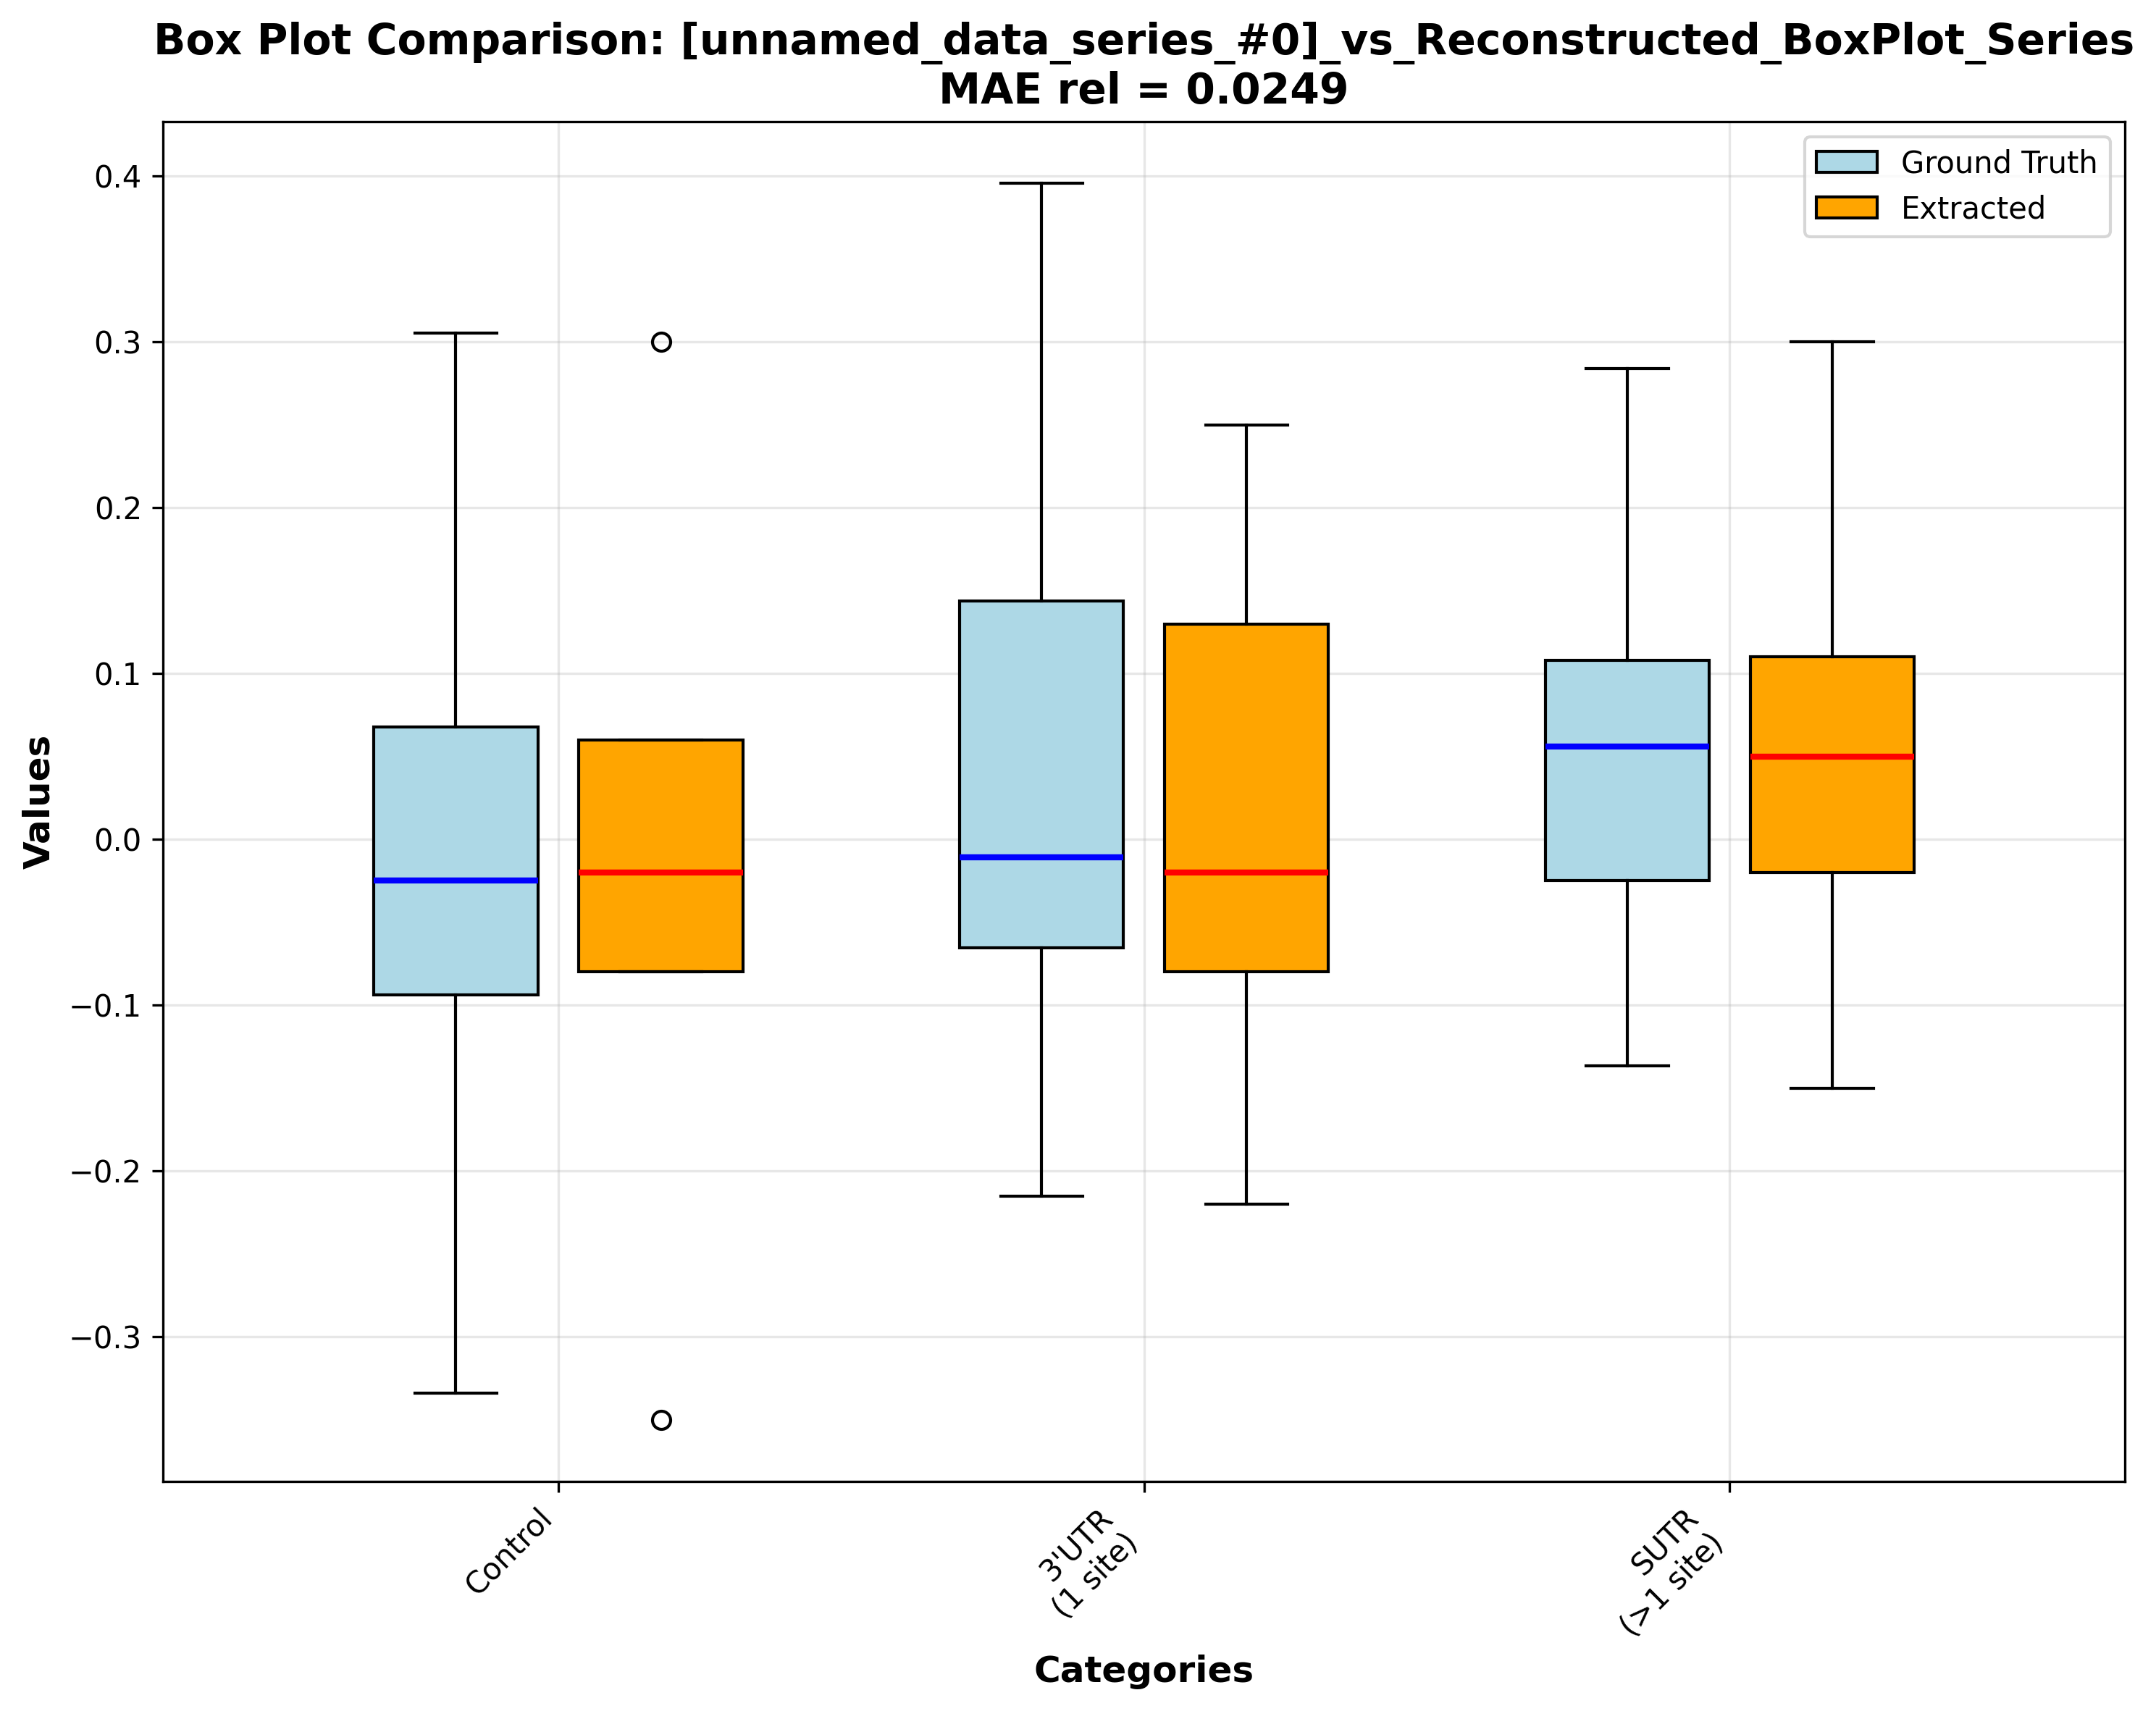 Box Plot Comparison: [unnamed_data_series_#0]_vs_Reconstructed_BoxPlot_Series
MAE rel = 0.0249
Ground Truth
Extracted
0.4
0.3
0.2
0.1
0.0
−0.1
−0.2
−0.3
Values
Control
3'UTR
(1 site)
SUTR
(>1 site)
Categories